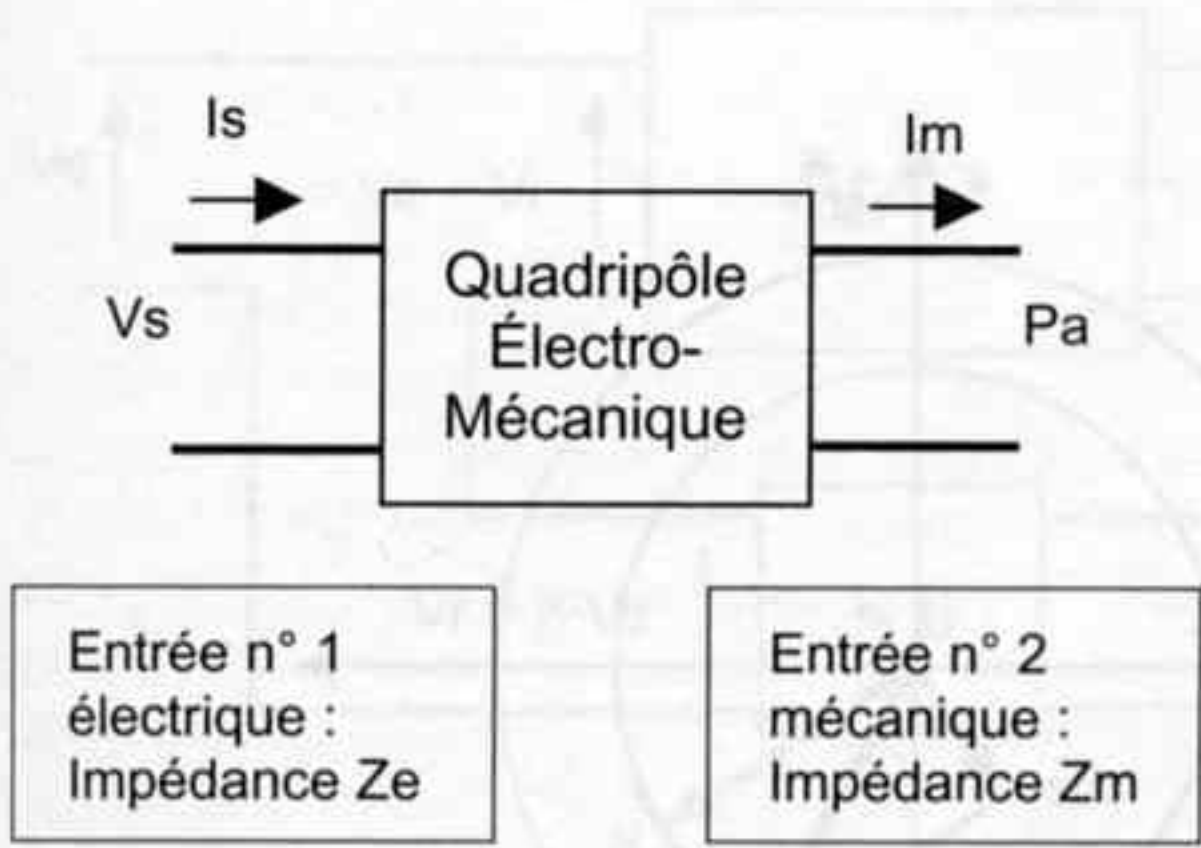 Is
Im
Vs
Quadripôle
Électro-
Mécanique
Pa
Entrée n° 1
électrique :
Impédance Ze
Entrée n° 2
mécanique :
Impédance Zm